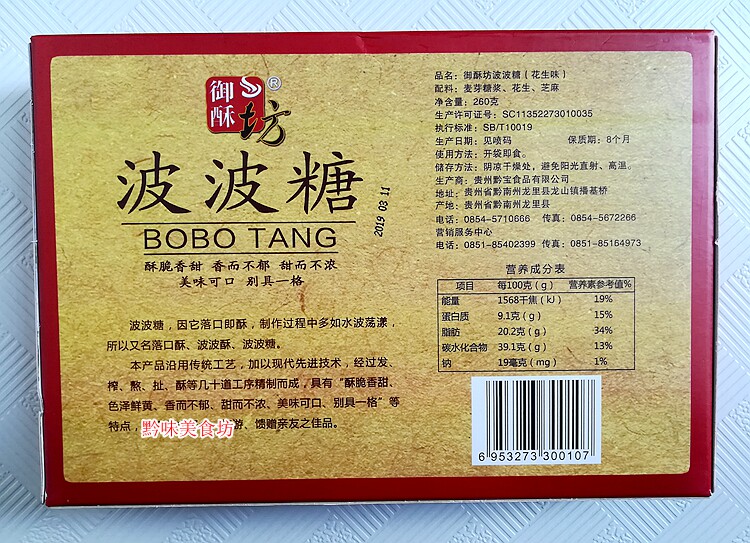 御酥坊®
波波糖
2019 03 11
BOBO TANG
酥脆香甜 香而不郁 甜而不浓
美味可口 别具一格
波波糖，因它落口即酥，制作过程中多如水波荡漾，
所以又名落口酥、波波酥、波波糖。
本产品沿用传统工艺，加以现代先进技术，经过发、
榨、熬、扯、酥等几十道工序精制而成，具有“酥脆香甜、
色泽鲜黄、香而不郁、甜而不浓、美味可口、别具一格”等
特点，
黔味美食坊
游、馈赠亲友之佳品。
品名：御酥坊波波糖（花生味）
配料：麦芽糖浆、花生、芝麻
净含量：260克
生产许可证号：SC11352273010035
执行标准：SB/T10019
生产日期：见喷码 保质期：8个月
使用方法：开袋即食。
储存方法：阴凉干燥处，避免阳光直射、高温。
生产商：贵州黔宝食品有限公司
地址：贵州省黔南州龙里县龙山镇播基桥
产地：贵州省黔南州龙里县
电话：0854-5710666 传真：0854-5672266
营销服务中心
电话：0851-85402399 传真：0851-85164973
营养成分表
项目 每100克(g) 营养素参考值%
能量 1568千焦(kJ) 19%
蛋白质 9.1克(g) 15%
脂肪 20.2克(g) 34%
碳水化合物 39.1克(g) 13%
钠 19毫克(mg) 1%
6 953273 300107